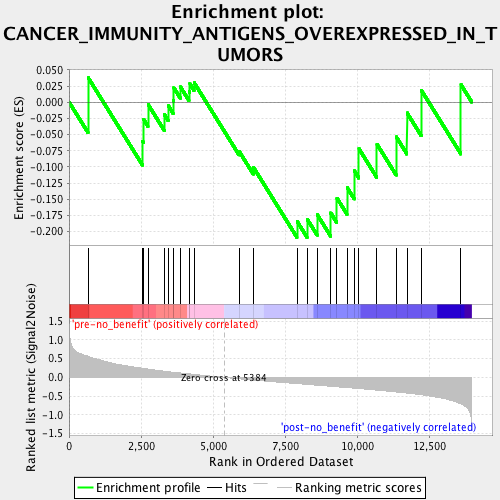 Enrichment plot:
CANCER_IMMUNITY_ANTIGENS_OVEREXPRESSED_IN_T
UMORS
Enrichment score (ES)
0.050
0.025
0.000
-0.025
-0.050
-0.075
-0.100
-0.125
-0.150
-0.175
-0.200
'pre-no_benefit' (positively correlated)
Ranked list metric (Signal2Noise)
1.5
1.0
0.5
0.0
-0.5
-1.0
-1.5
Zero cross at 5384
'post-no_benefit' (negatively correlated)
0
2,500
5,000
7,500
10,000
12,500
Rank in Ordered Dataset
Enrichment profile
Hits
Ranking metric scores